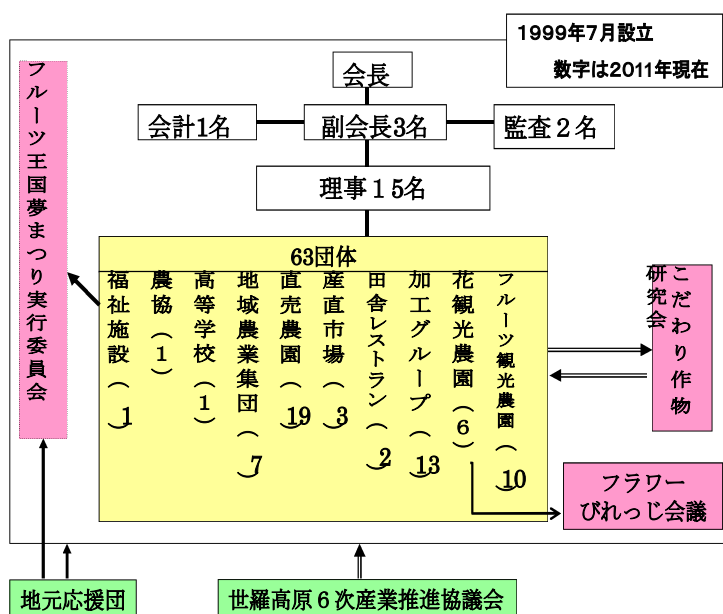 1999年7月設立
数字は2011年現在
会長
会計1名
副会長3名
監査２名
理事１5名
フルーツ王国夢まつり実行委員会
63団体
福祉施設（1）
農協（１）
高等学校（１）
地域農業集団（7）
直売農園（19）
産直市場（3）
田舎レストラン（2）
加工グループ（13）
花観光農園（６）
フルーツ観光農園（10）
こだわり作物
研究会
フラワー
びれっじ会議
地元応援団
世羅高原６次産業推進協議会